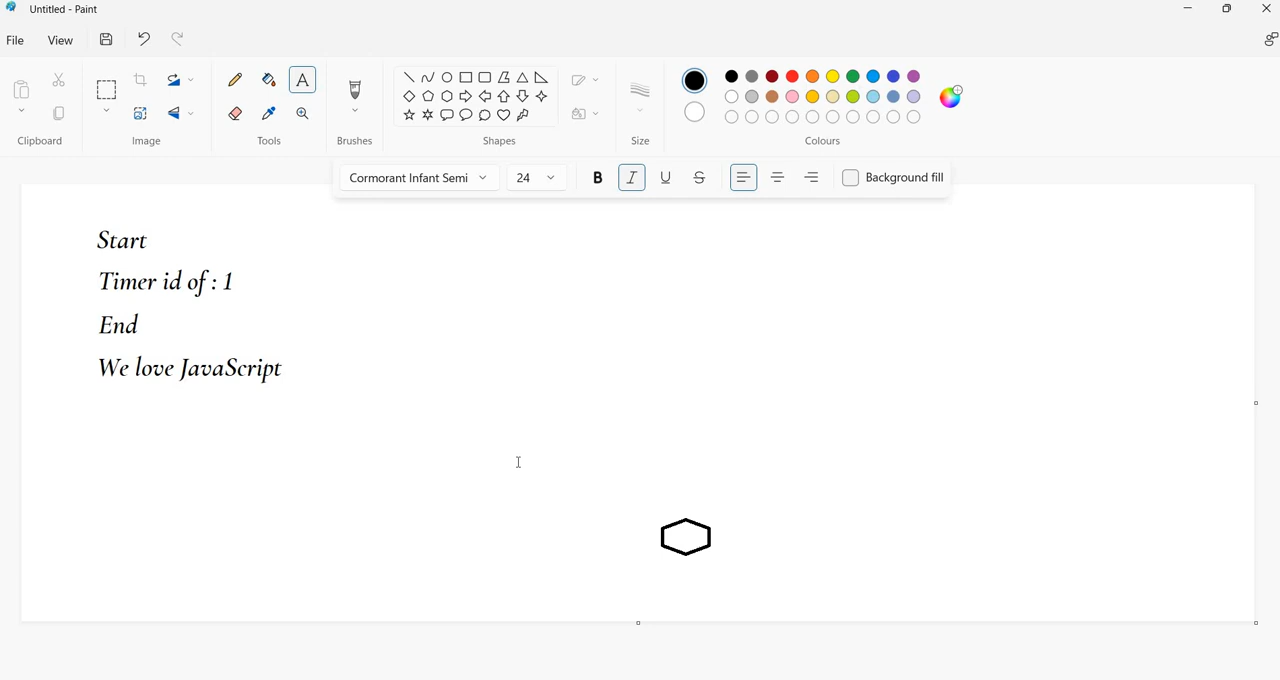 Untitled - Paint
File View
Clipboard Image Tools Brushes Shapes Size Colours
Cormorant Infant Semi 24 B I U S Background fill
Start
Timer id of : 1
End
We love JavaScript